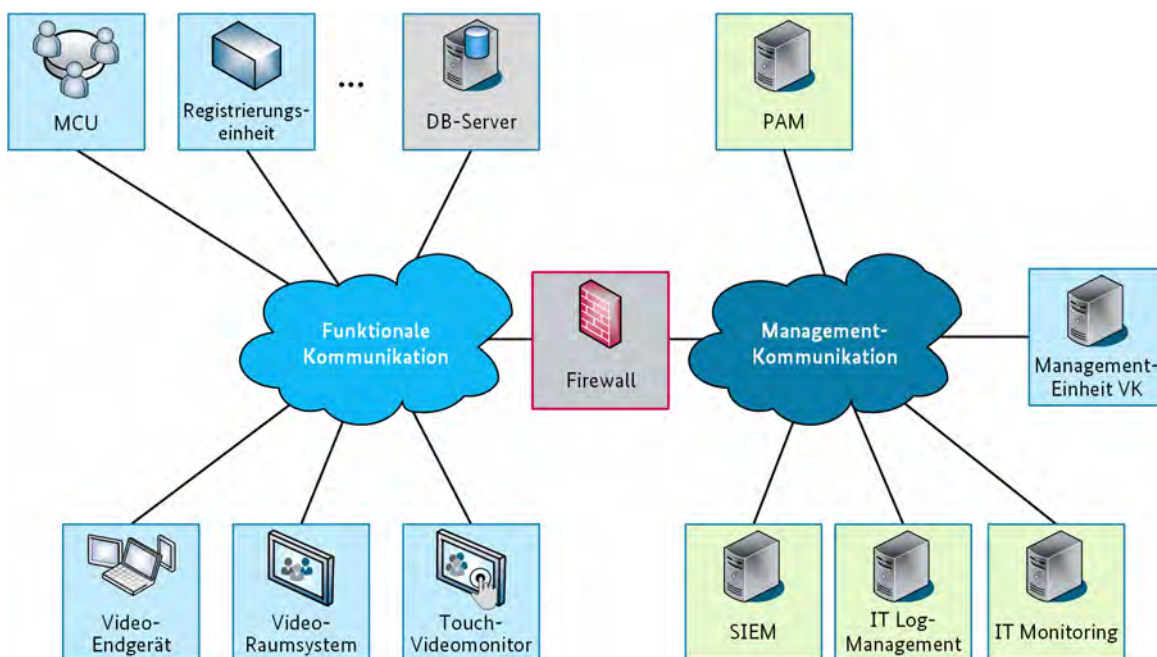 MCU
Registrierungs-
einheit
...
DB-Server
PAM
Funktionale
Kommunikation
Firewall
Management-
Kommunikation
Management-
Einheit VK
Video-
Endgerät
Video-
Raumsystem
Touch-
Videomonitor
SIEM
IT Log-
Management
IT Monitoring